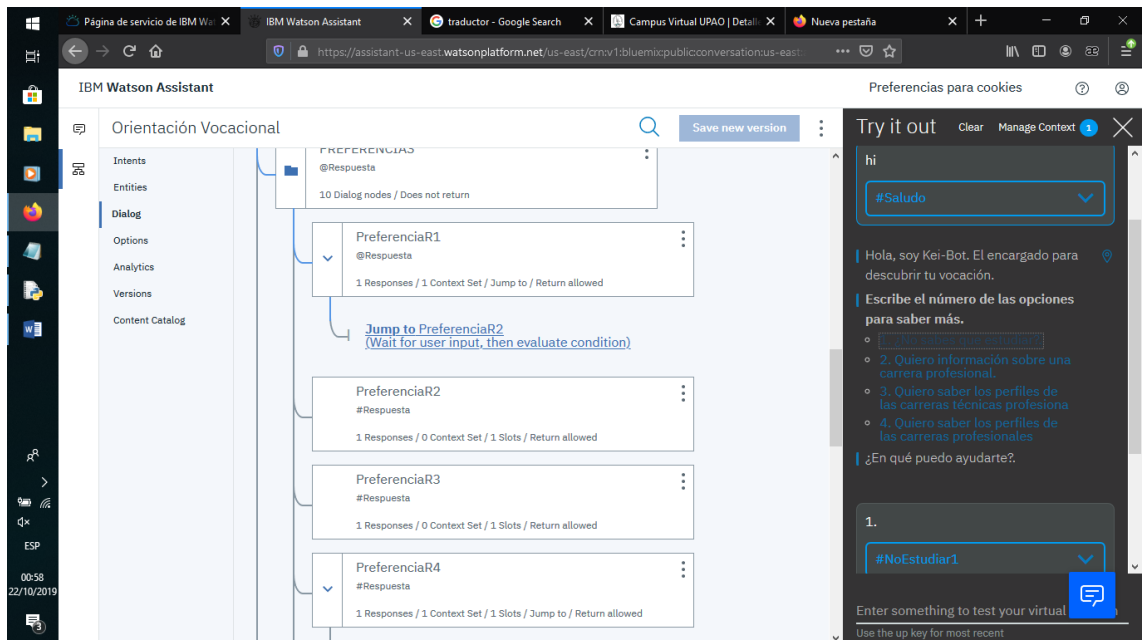 Página de servicio de IBM Wat
IBM Watson Assistant
traductor - Google Search
Campus Virtual UPAO | Detalle
Nueva pestaña
https://assistant-us-east.watsonplatform.net/us-east/crn:v1:bluemix:public:conversation:us-east:
IBM Watson Assistant
Preferencias para cookies
Orientación Vocacional
Save new version
Intents
Entities
Dialog
Options
Analytics
Versions
Content Catalog
PREFERENCIAS
@Respuesta
10 Dialog nodes / Does not return
PreferenciaR1
@Respuesta
1 Responses / 1 Context Set / Jump to / Return allowed
Jump to PreferenciaR2
(Wait for user input, then evaluate condition)
PreferenciaR2
#Respuesta
1 Responses / 0 Context Set / 1 Slots / Return allowed
PreferenciaR3
#Respuesta
1 Responses / 0 Context Set / 1 Slots / Return allowed
PreferenciaR4
#Respuesta
1 Responses / 1 Context Set / 1 Slots / Jump to / Return allowed
Try it out
Clear
Manage Context 1
hi
#Saludo
Hola, soy Kei-Bot. El encargado para
descubrir tu vocación.
Escribe el número de las opciones
para saber más.
1. ¿No sabes que estudiar?
2. Quiero información sobre una
carrera profesional.
3. Quiero saber los perfiles de
las carreras técnicas profesiona
4. Quiero saber los perfiles de
las carreras profesionales
¿En qué puedo ayudarte?.
1.
#NoEstudiar1
Enter something to test your virtual
Use the up key for most recent
ESP
00:58
22/10/2019
3